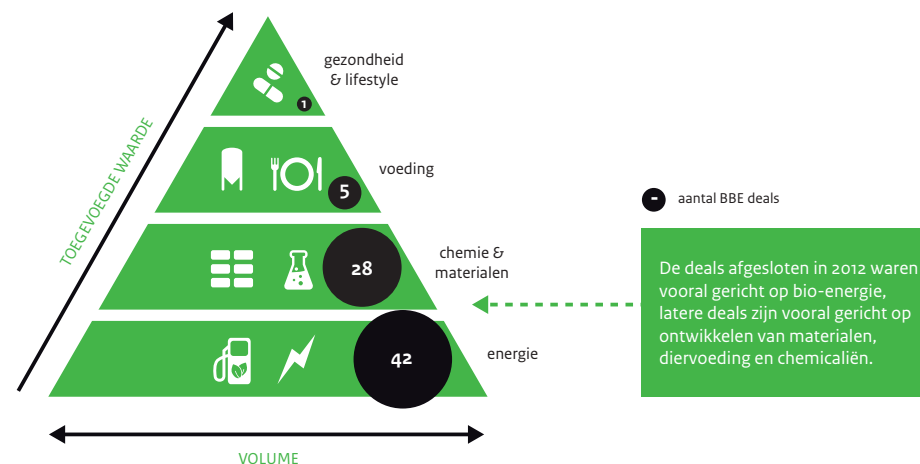 gezondheid
& lifestyle
1
TOEGEVOEGDE WAARDE
voeding
5
- aantal BBE deals
chemie &
materialen
28
De deals afgesloten in 2012 waren
vooral gericht op bio-energie,
latere deals zijn vooral gericht op
ontwikkelen van materialen,
diervoeding en chemicaliën.
energie
42
VOLUME